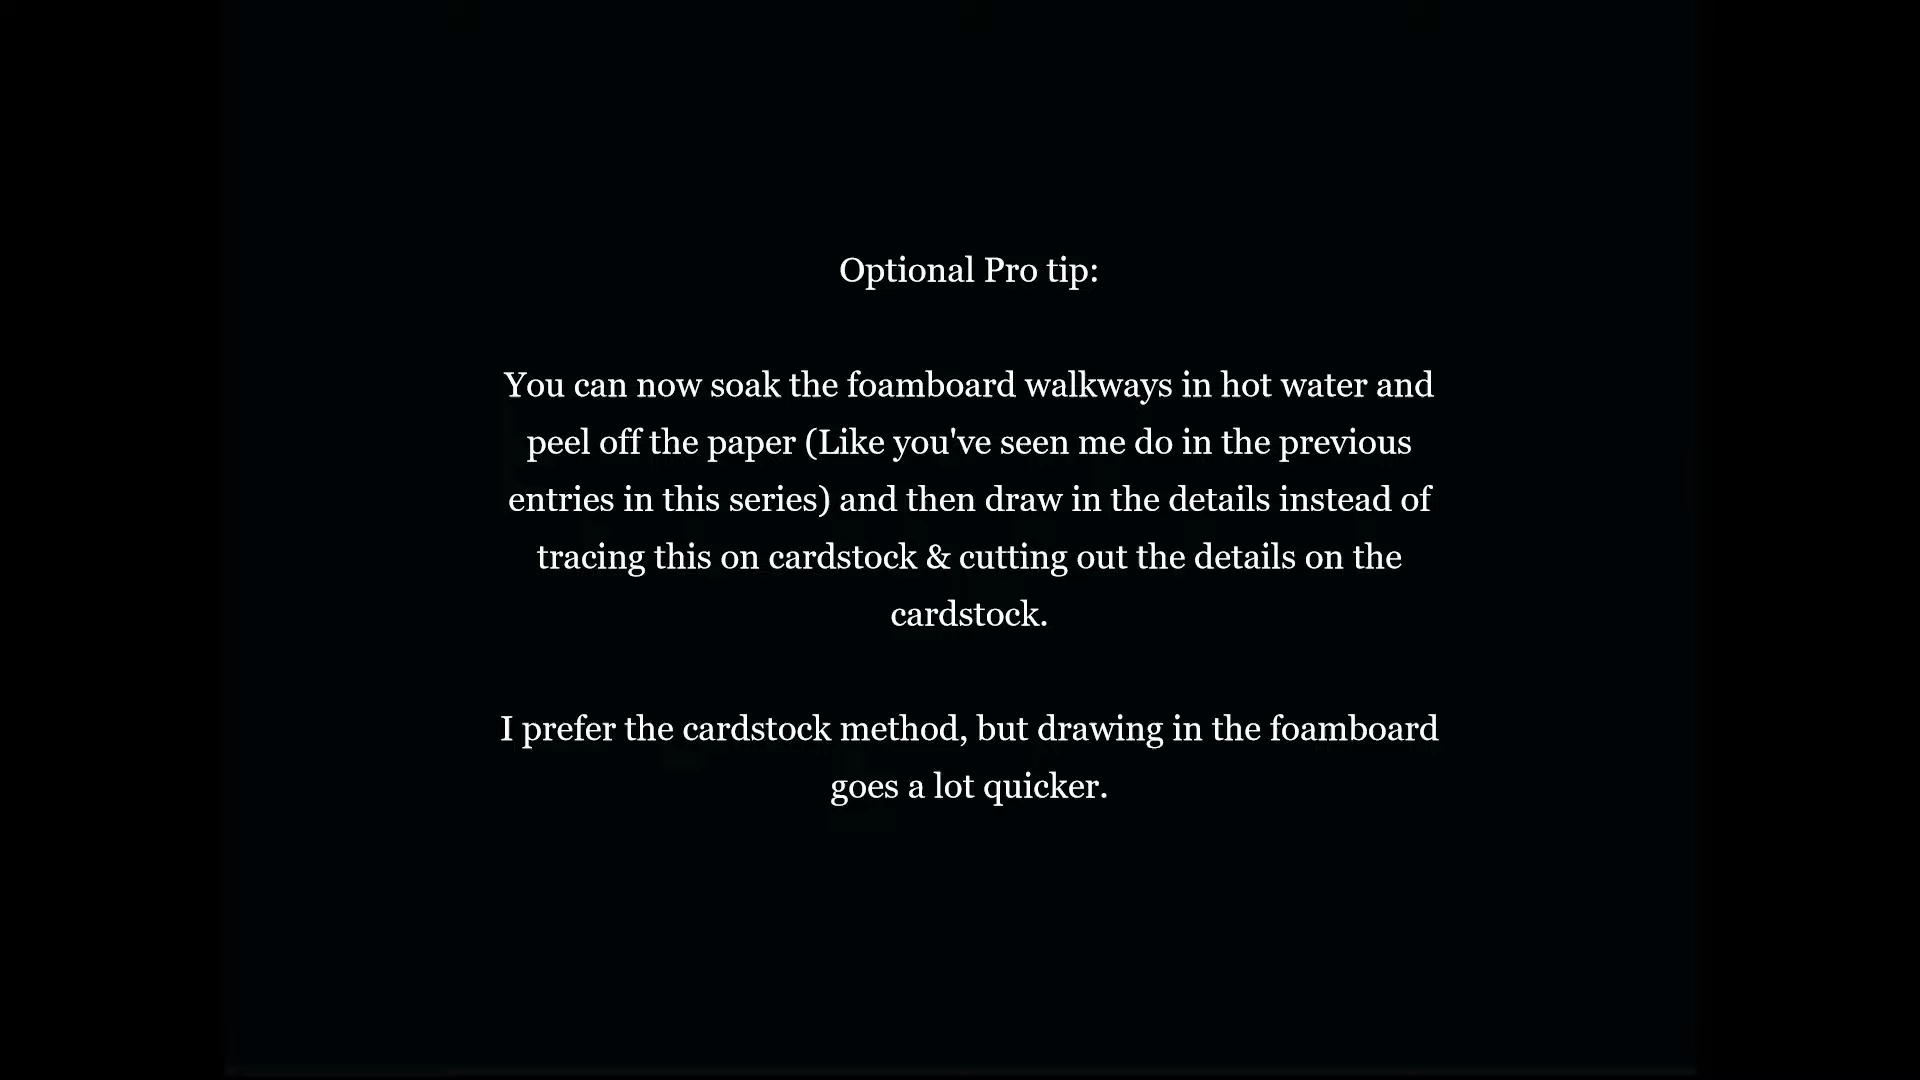 Optional Pro tip:
You can now soak the foamboard walkways in hot water and
peel off the paper (Like you've seen me do in the previous
entries in this series) and then draw in the details instead of
tracing this on cardstock & cutting out the details on the
cardstock.
I prefer the cardstock method, but drawing in the foamboard
goes a lot quicker.